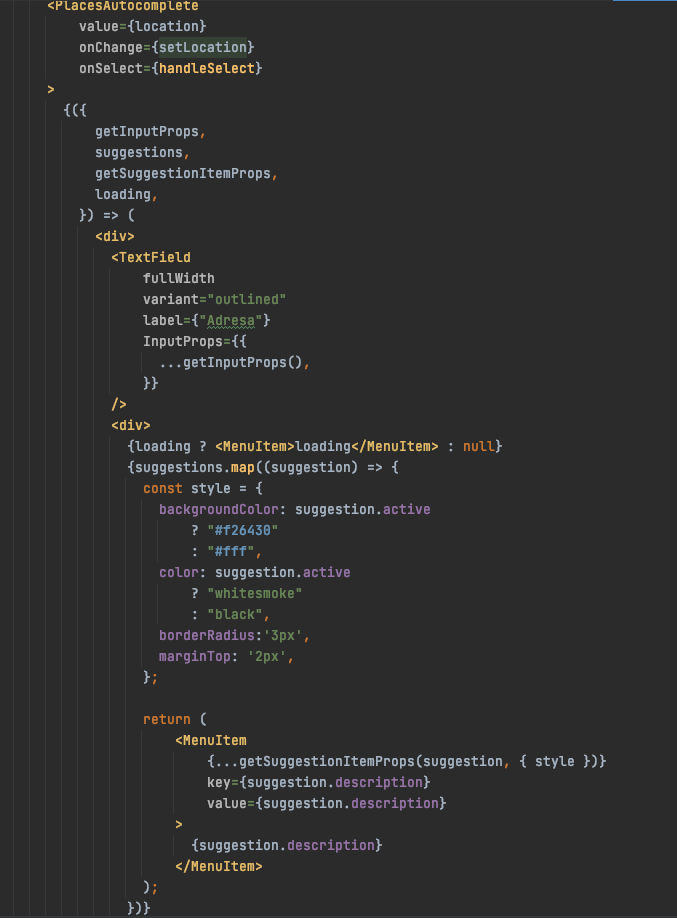 <PlacesAutocomplete
value={location}
onChange={setLocation}
onSelect={handleSelect}
>
{({
getInputProps,
suggestions,
getSuggestionItemProps,
loading,
}) => (
<div>
<TextField
fullWidth
variant="outlined"
label={"Adresa"}
InputProps={{
...getInputProps(),
}}
/>
<div>
{loading ? <MenuItem>loading</MenuItem> : null}
{suggestions.map((suggestion) => {
const style = {
backgroundColor: suggestion.active
? "#f26430"
: "#fff",
color: suggestion.active
? "whitesmoke"
: "black",
borderRadius:'3px',
marginTop: '2px',
};
return (
<MenuItem
{...getSuggestionItemProps(suggestion, { style })}
key={suggestion.description}
value={suggestion.description}
>
{suggestion.description}
</MenuItem>
);
})}